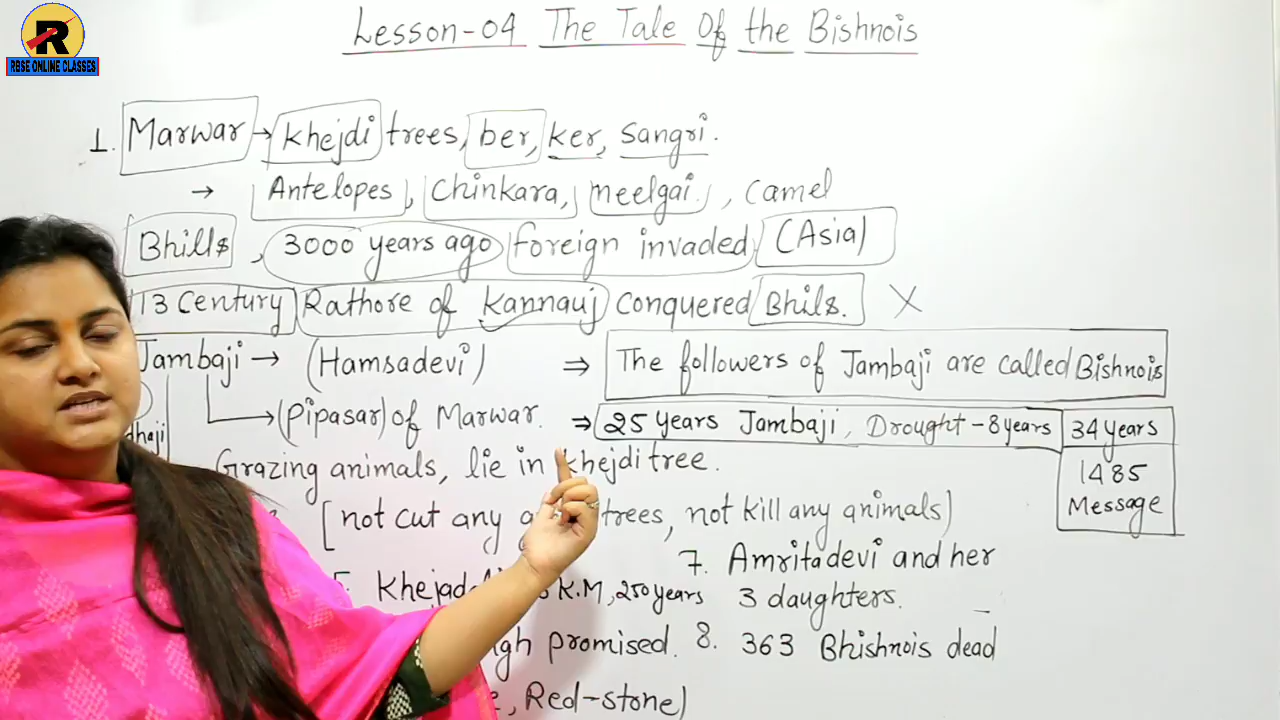 R
RBSE ONLINE CLASSES
Lesson-04 The Tale Of the Bishnois
1. Marwar → Khejdi trees, ber, ker, Sangri.
→ Antelopes, Chinkara, neelgai, Camel
Bhills, 3000 years ago foreign invaded (Asia)
13 Century Rathore of Kannauj conquered Bhils. X
Jambaji → (Hamsadevi) ⇒ The followers of Jambaji are called Bishnois
→ (Pipasar) of Marwar. ⇒ 25 years Jambaji, Drought - 8 years 34 years
Grazing animals, lie in khejdi tree. 1485
[not cut any trees, not kill any animals) Message
7. Amritadevi and her
K.M, 250 years 3 daughters.
promised. 8. 363 Bhishnois dead
, Red-stone)